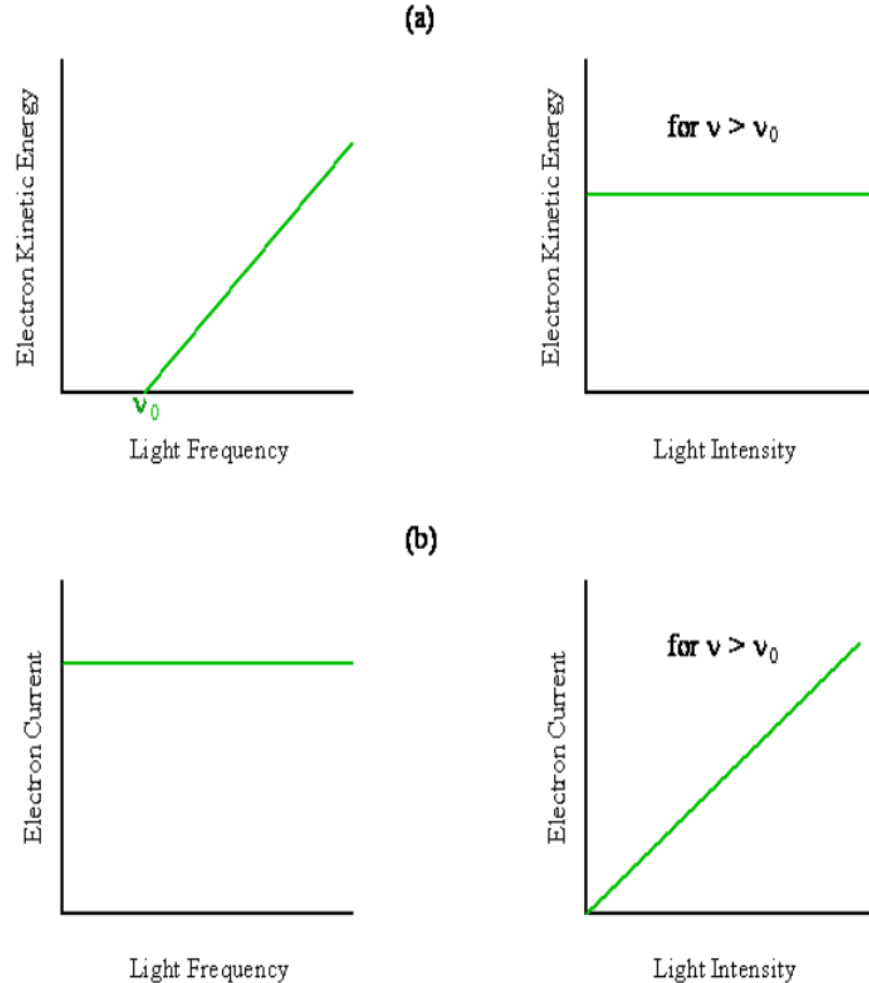 (a)
Electron Kinetic Energy
ν₀
Light Frequency
Electron Kinetic Energy
for ν > ν₀
Light Intensity
(b)
Electron Current
Light Frequency
Electron Current
for ν > ν₀
Light Intensity